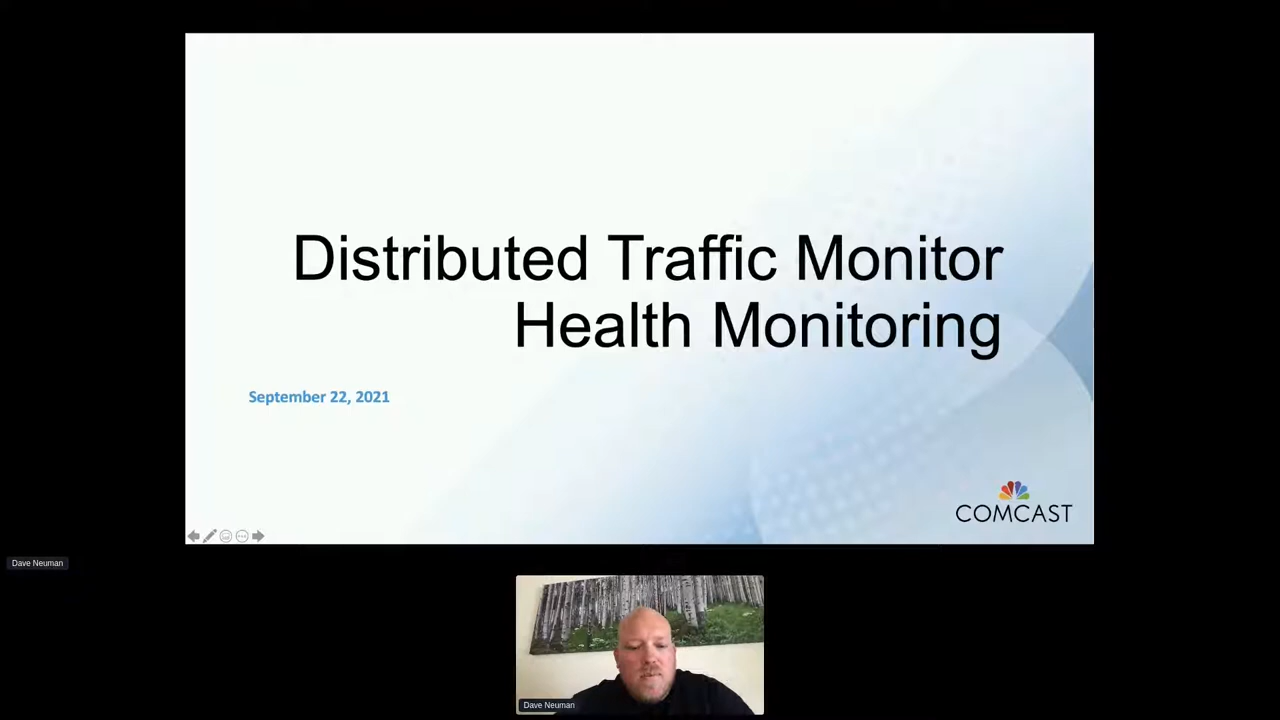 Distributed Traffic Monitor
Health Monitoring
September 22, 2021
COMCAST
Dave Neuman
Dave Neuman